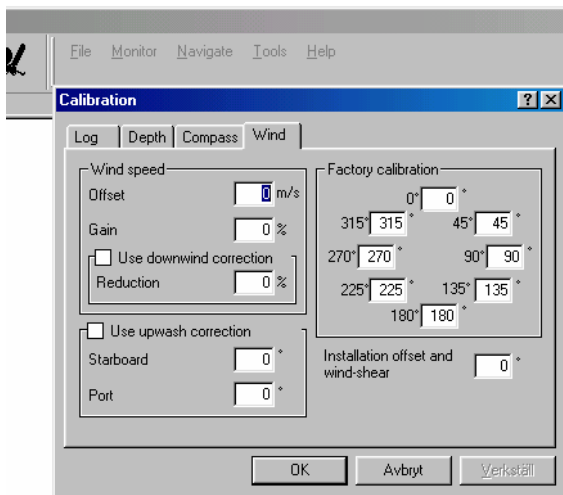 File Monitor Navigate Tools Help
Calibration
Log Depth Compass Wind
Wind speed
Offset 0 m/s
Gain 0 %
Use downwind correction
Reduction 0 %
Use upwash correction
Starboard 0 °
Port 0 °
Factory calibration
0° 0 °
315° 315 ° 45° 45 °
270° 270 ° 90° 90 °
225° 225 ° 135° 135 °
180° 180 °
Installation offset and
wind-shear 0 °
OK Avbryt Verkställ